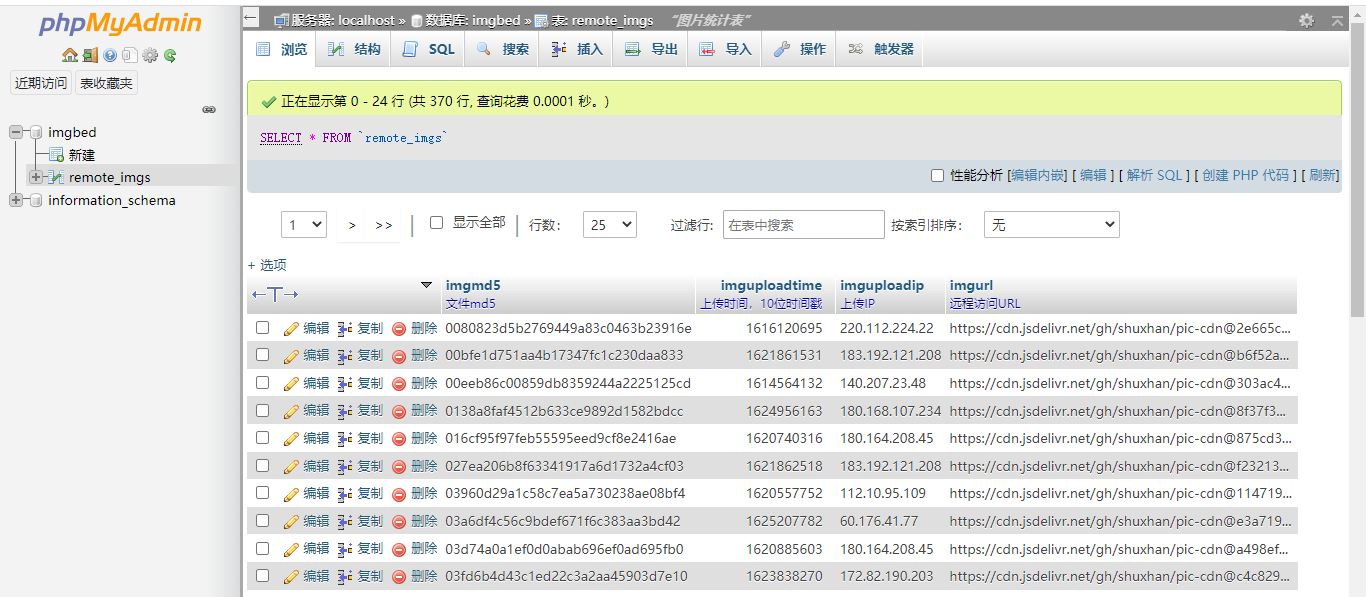 phpMyAdmin
近期访问 表收藏夹
imgbed
新建
remote_imgs
information_schema
服务器: localhost » 数据库: imgbed » 表: remote_imgs “图片统计表”
浏览 结构 SQL 搜索 插入 导出 导入 操作 触发器
正在显示第 0 - 24 行 (共 370 行, 查询花费 0.0001 秒。)
SELECT * FROM `remote_imgs`
性能分析 [编辑内嵌] [ 编辑 ] [ 解析 SQL ] [ 创建 PHP 代码 ] [ 刷新]
1 > >> | 显示全部 | 行数: 25 过滤行: 在表中搜索 按索引排序: 无
+ 选项
←T→ imgmd5 imguploadtime imguploadip imgurl
文件md5 上传时间，10位时间戳 上传IP 远程访问URL
编辑 复制 删除 0080823d5b2769449a83c0463b23916e 1616120695 220.112.224.22 https://cdn.jsdelivr.net/gh/shuxhan/pic-cdn@2e665c...
编辑 复制 删除 00bfe1d751aa4b17347fc1c230daa833 1621861531 183.192.121.208 https://cdn.jsdelivr.net/gh/shuxhan/pic-cdn@b6f52a...
编辑 复制 删除 00eeb86c00859db8359244a2225125cd 1614564132 140.207.23.48 https://cdn.jsdelivr.net/gh/shuxhan/pic-cdn@303ac4...
编辑 复制 删除 0138a8faf4512b633ce9892d1582bdcc 1624956163 180.168.107.234 https://cdn.jsdelivr.net/gh/shuxhan/pic-cdn@8f37f3...
编辑 复制 删除 016cf95f97feb55595eed9cf8e2416ae 1620740316 180.164.208.45 https://cdn.jsdelivr.net/gh/shuxhan/pic-cdn@875cd3...
编辑 复制 删除 027ea206b8f63341917a6d1732a4cf03 1621862518 183.192.121.208 https://cdn.jsdelivr.net/gh/shuxhan/pic-cdn@f23213...
编辑 复制 删除 03960d29a1c58c7ea5a730238ae08bf4 1620557752 112.10.95.109 https://cdn.jsdelivr.net/gh/shuxhan/pic-cdn@114719...
编辑 复制 删除 03a6df4c56c9bdef671f6c383aa3bd42 1625207782 60.176.41.77 https://cdn.jsdelivr.net/gh/shuxhan/pic-cdn@e3a719...
编辑 复制 删除 03d74a0a1ef0d0abab696ef0ad695fb0 1620885603 180.164.208.45 https://cdn.jsdelivr.net/gh/shuxhan/pic-cdn@a498ef...
编辑 复制 删除 03fd6b4d43c1ed22c3a2aa45903d7e10 1623838270 172.82.190.203 https://cdn.jsdelivr.net/gh/shuxhan/pic-cdn@c4c829...